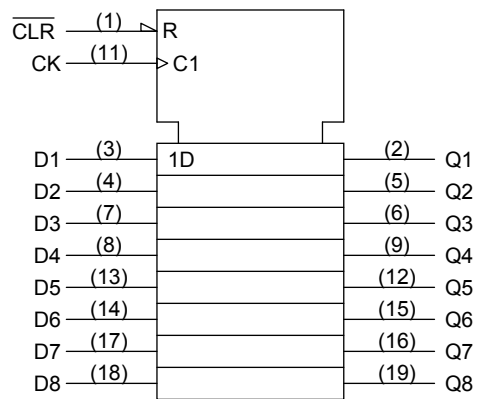 C̅L̅R̅ (1) R
CK (11) C1
D1 (3) 1D (2) Q1
D2 (4) (5) Q2
D3 (7) (6) Q3
D4 (8) (9) Q4
D5 (13) (12) Q5
D6 (14) (15) Q6
D7 (17) (16) Q7
D8 (18) (19) Q8